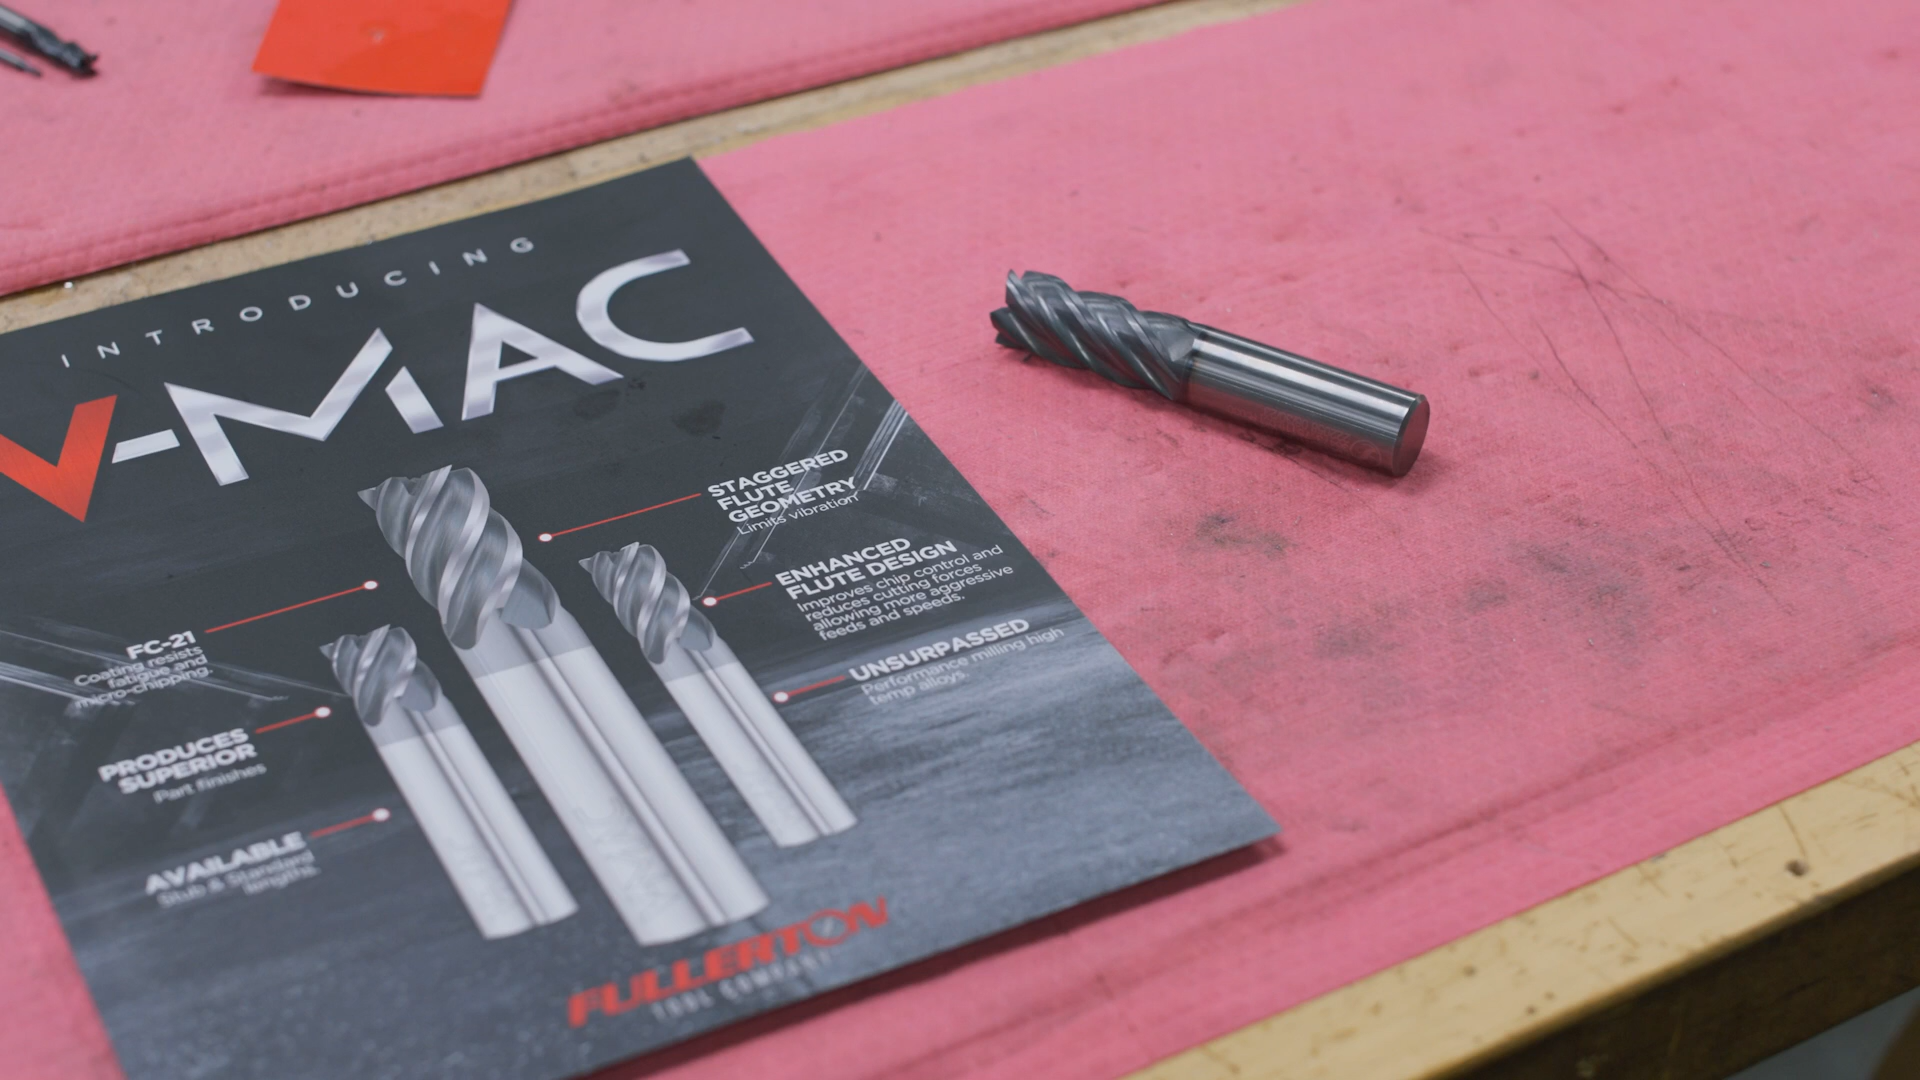 INTRODUCING
V-MAC
STAGGERED
FLUTE
GEOMETRY
Limits vibration
ENHANCED
FLUTE DESIGN
Improves chip control and
reduces cutting forces
allowing more aggressive
feeds and speeds.
UNSURPASSED
Performance milling high
temp alloys.
FC-21
Coating resists
fatigue and
micro-chipping.
PRODUCES
SUPERIOR
Part finishes
AVAILABLE
Stub & Standard
lengths.
FULLERTON
TOOL COMPANY